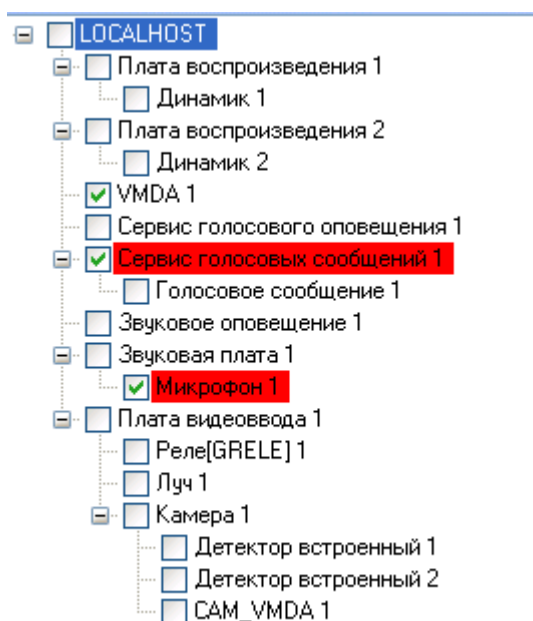 LOCALHOST
Плата воспроизведения 1
Динамик 1
Плата воспроизведения 2
Динамик 2
VMDA 1
Сервис голосового оповещения 1
Сервис голосовых сообщений 1
Голосовое сообщение 1
Звуковое оповещение 1
Звуковая плата 1
Микрофон 1
Плата видеоввода 1
Реле[GRELE] 1
Луч 1
Камера 1
Детектор встроенный 1
Детектор встроенный 2
CAM_VMDA 1